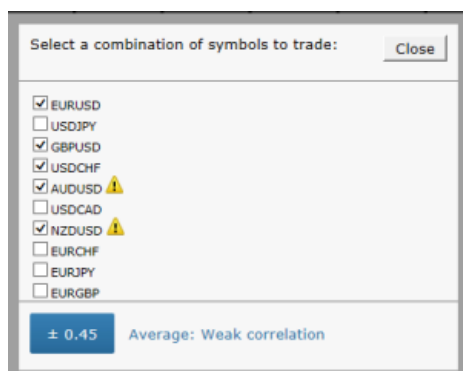 Select a combination of symbols to trade:
Close
EURUSD
USDJPY
GBPUSD
USDCHF
AUDUSD
USDCAD
NZDUSD
EURCHF
EURJPY
EURGBP
± 0.45
Average: Weak correlation